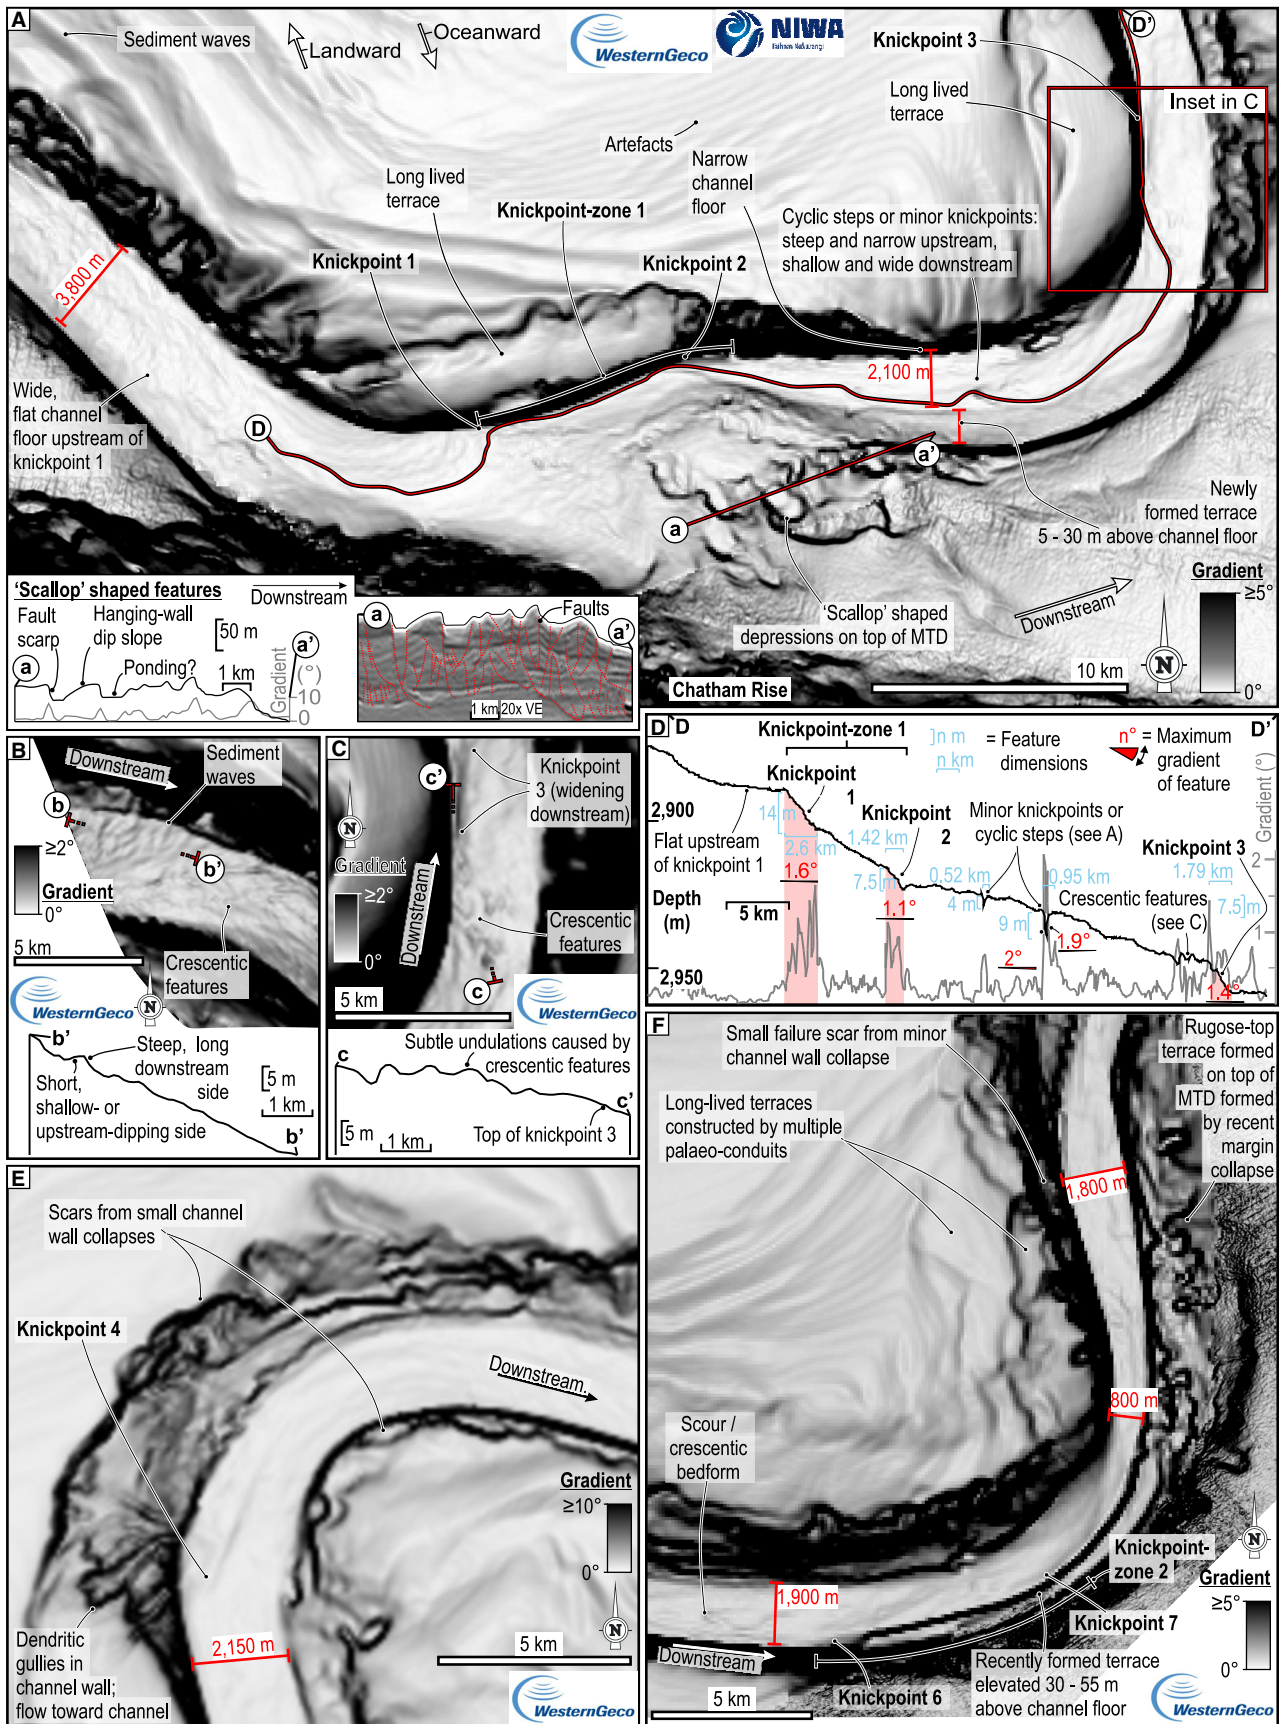 A
Sediment waves
Landward
Oceanward
WesternGeco
NIWA
Taihoro Nukurangi
Knickpoint 3
D'
Long lived
terrace
Inset in C
Artefacts
Narrow
channel
floor
Long lived
terrace
Knickpoint-zone 1
Cyclic steps or minor knickpoints:
steep and narrow upstream,
shallow and wide downstream
Knickpoint 1
Knickpoint 2
3,800 m
2,100 m
Wide,
flat channel
floor upstream of
knickpoint 1
D
a'
a
Newly
formed terrace
5 - 30 m above channel floor
Gradient
≥5°
0°
'Scallop' shaped
depressions on top of MTD
Downstream
N
Chatham Rise
10 km
'Scallop' shaped features
Downstream
Fault
scarp
Hanging-wall
dip slope
50 m
a'
a
Ponding?
1 km
Gradient
(°)
10
0
a
Faults
a'
1 km
20x VE
B
Downstream
Sediment
waves
b
b'
≥2°
Gradient
0°
5 km
Crescentic
features
N
WesternGeco
b'
Steep, long
downstream
side
Short,
shallow- or
upstream-dipping side
5 m
1 km
b'
C
c'
Knickpoint
3 (widening
downstream)
N
Gradient
≥2°
0°
Downstream
Crescentic
features
c
5 km
WesternGeco
c
Subtle undulations caused by
crescentic features
c'
5 m
1 km
Top of knickpoint 3
D
D
Knickpoint-zone 1
n m
n km
= Feature
dimensions
n° = Maximum
gradient
of feature
D'
Knickpoint
1
2,900
14 m
Knickpoint
2
Minor knickpoints or
cyclic steps (see A)
Flat upstream
of knickpoint 1
1.42 km
2.6 km
Knickpoint 3
2
1.6°
7.5 m
0.52 km
0.95 km
1.79 km
Depth
(m)
5 km
1.1°
4 m
9 m
Crescentic features
(see C)
7.5 m
1.9°
1
2°
2,950
1.4°
Gradient (°)
E
Scars from small channel
wall collapses
Knickpoint 4
Downstream.
Gradient
≥10°
0°
N
2,150 m
5 km
Dendritic
gullies in
channel wall;
flow toward channel
WesternGeco
F
Small failure scar from minor
channel wall collapse
Rugose-top
terrace formed
on top of
MTD formed
by recent
margin
collapse
Long-lived terraces
constructed by multiple
palaeo-conduits
1,800 m
800 m
Scour /
crescentic
bedform
N
Knickpoint-
zone 2
Gradient
≥5°
0°
1,900 m
Knickpoint 7
Downstream
Recently formed terrace
elevated 30 - 55 m
above channel floor
Knickpoint 6
5 km
WesternGeco